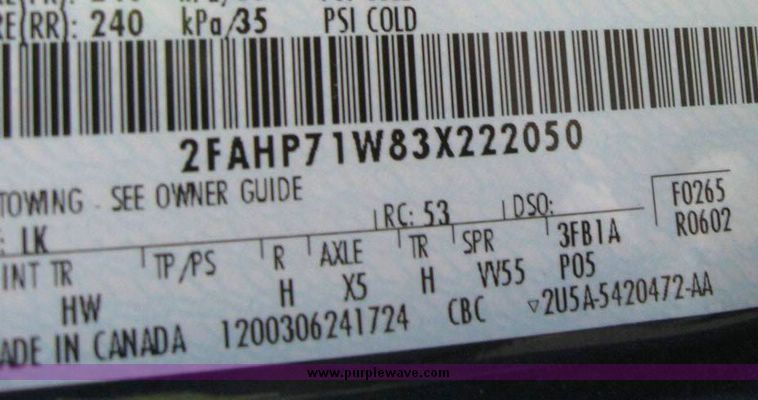 E(RR): 240 kPa/35 PSI COLD
2FAHP71W83X222050
TOWING - SEE OWNER GUIDE
: LK RC: 53 DSO: F0265
INT TR TP/PS R AXLE TR SPR 3FB1A R0602
HW H X5 H VV55 P05
ADE IN CANADA 1200306241724 CBC ▽2U5A-5420472-AA
www.purplewave.com